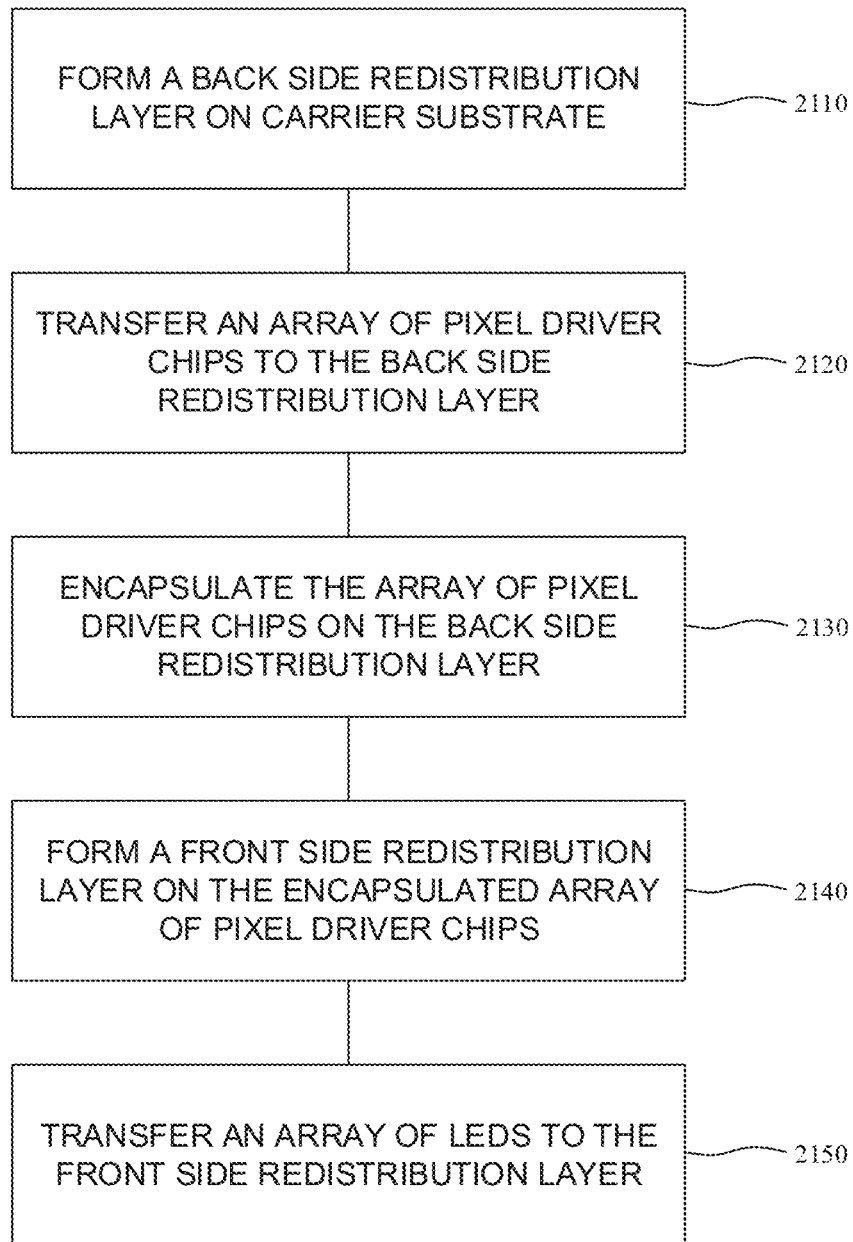 FORM A BACK SIDE REDISTRIBUTION
LAYER ON CARRIER SUBSTRATE
2110
TRANSFER AN ARRAY OF PIXEL DRIVER
CHIPS TO THE BACK SIDE
REDISTRIBUTION LAYER
2120
ENCAPSULATE THE ARRAY OF PIXEL
DRIVER CHIPS ON THE BACK SIDE
REDISTRIBUTION LAYER
2130
FORM A FRONT SIDE REDISTRIBUTION
LAYER ON THE ENCAPSULATED ARRAY
OF PIXEL DRIVER CHIPS
2140
TRANSFER AN ARRAY OF LEDS TO THE
FRONT SIDE REDISTRIBUTION LAYER
2150